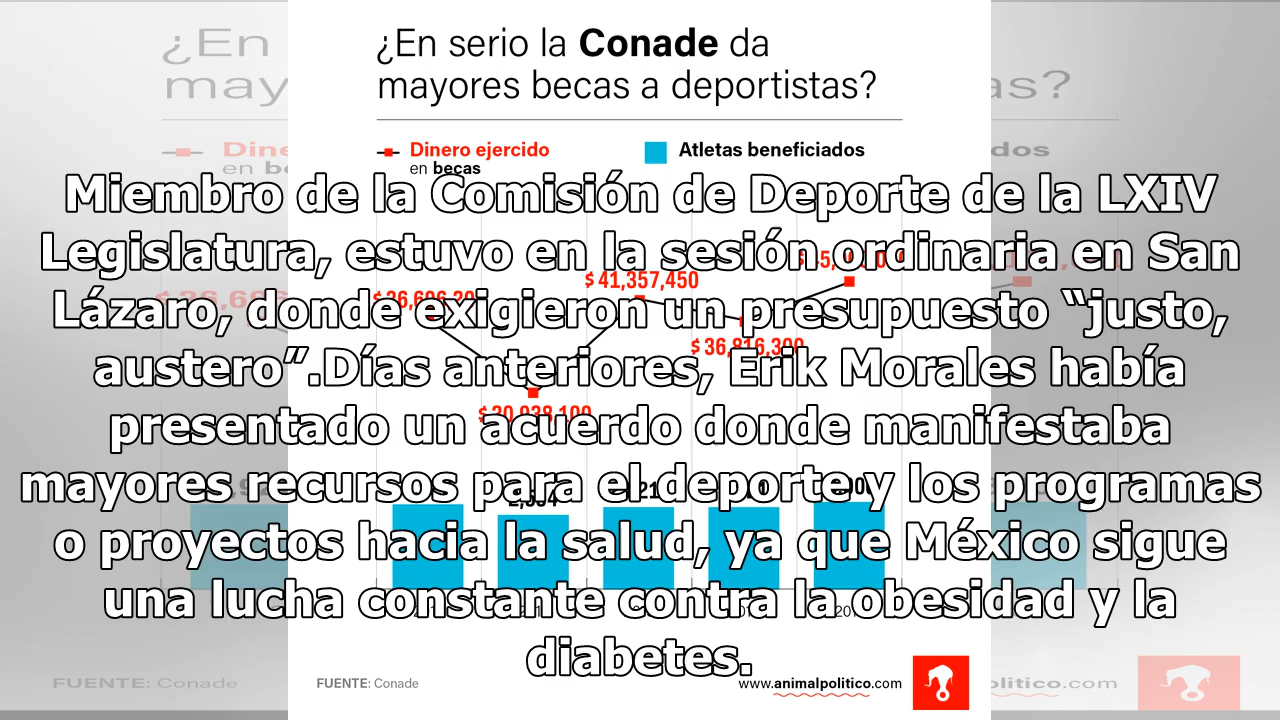 ¿En serio la Conade da
mayores becas a deportistas?
Dinero ejercido
en becas
Atletas beneficiados
Miembro de la Comisión de Deporte de la LXIV
Legislatura, estuvo en la sesión ordinaria en San
Lázaro, donde exigieron un presupuesto “justo,
austero”.Días anteriores, Erik Morales había
presentado un acuerdo donde manifestaba
mayores recursos para el deporte y los programas
o proyectos hacia la salud, ya que México sigue
una lucha constante contra la obesidad y la
diabetes.
$ 41,357,450
$ 36,816,300
$ 20,938,100
FUENTE: Conade
www.animalpolitico.com